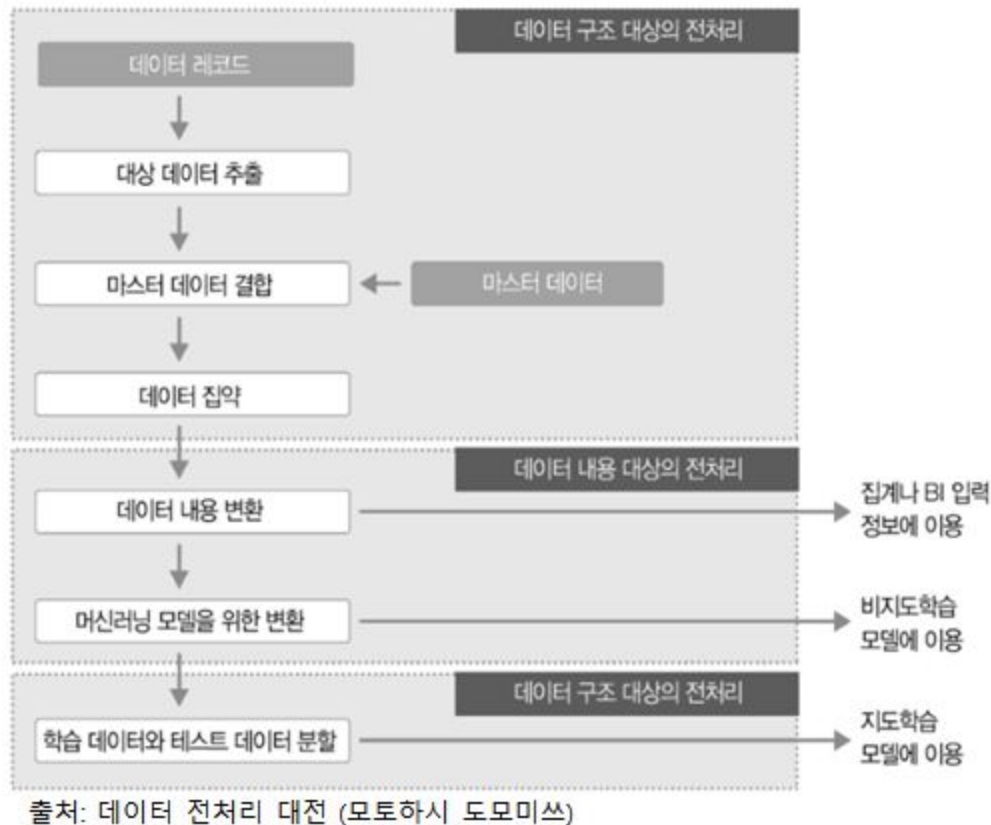 데이터 구조 대상의 전처리
데이터 레코드
대상 데이터 추출
마스터 데이터 결합
마스터 데이터
데이터 집약
데이터 내용 대상의 전처리
데이터 내용 변환
집계나 BI 입력
정보에 이용
머신러닝 모델을 위한 변환
비지도학습
모델에 이용
데이터 구조 대상의 전처리
학습 데이터와 테스트 데이터 분할
지도학습
모델에 이용
출처: 데이터 전처리 대전 (모토하시 도모미쓰)